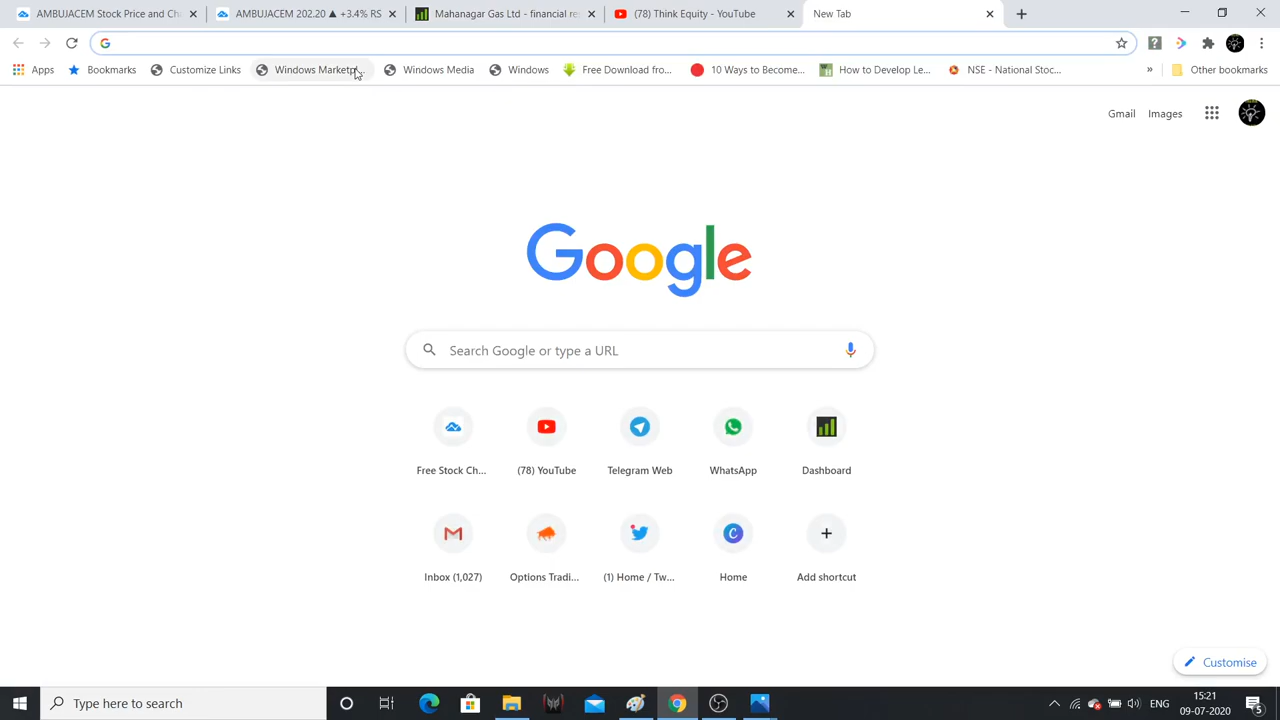 AMBUJACEM Stock Price and Ch
AMBUJACEM 202.20 ▲ +3.4% RS
Mahanagar Gas Ltd - financial re
(78) Think Equity - YouTube
New Tab
Apps
Bookmarks
Customize Links
Windows Marketpl
Windows Media
Windows
Free Download fro...
10 Ways to Become...
How to Develop Le...
NSE - National Stoc...
»
Other bookmarks
Gmail
Images
Google
Search Google or type a URL
Free Stock Ch...
(78) YouTube
Telegram Web
WhatsApp
Dashboard
Inbox (1,027)
Options Tradi...
(1) Home / Tw...
Home
Add shortcut
Customise
Type here to search
ENG
15:21
09-07-2020
5